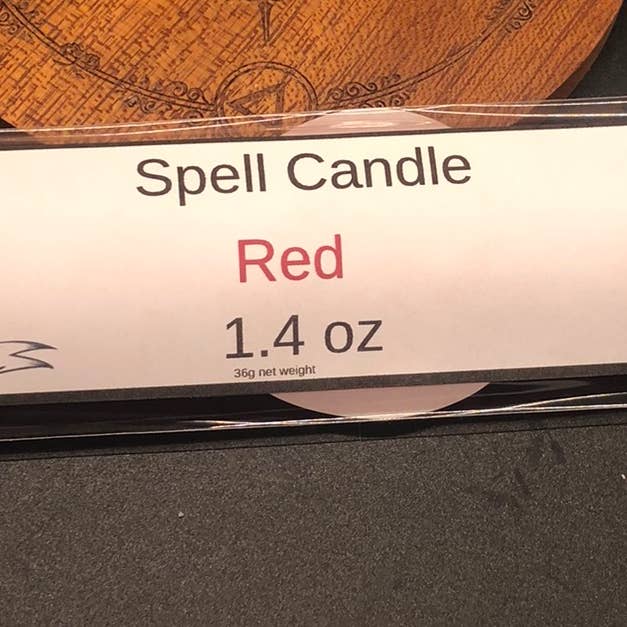 Spell Candle
Red
1.4 oz
36g net weight